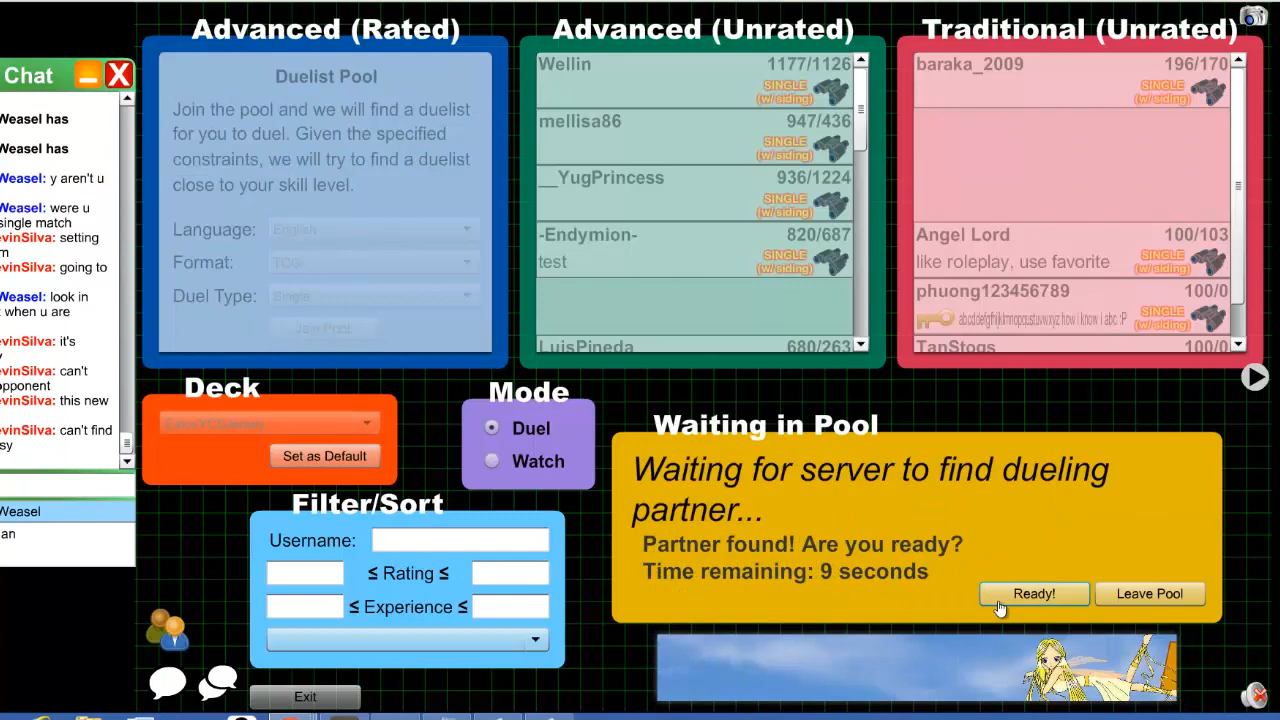 Advanced (Rated)
Duelist Pool
Join the pool and we will find a duelist
for you to duel. Given the specified
constraints, we will try to find a duelist
close to your skill level.
Language: English
Format: TCG
Duel Type: Single
Join Pool
Advanced (Unrated)
Wellin 1177/1126
SINGLE
(w/ siding)
mellisa86 947/436
SINGLE
(w/ siding)
__YugPrincess 936/1224
SINGLE
(w/ siding)
-Endymion- 820/687
test
SINGLE
(w/ siding)
LuisPineda 680/263
Traditional (Unrated)
baraka_2009 196/170
SINGLE
(w/ siding)
Angel Lord 100/103
like roleplay, use favorite
SINGLE
(w/ siding)
phuong123456789 100/0
SINGLE
(w/ siding)
TanStogs 100/0
Chat X
Weasel has
Weasel has
Weasel: y aren't u
Weasel: were u
single match
evinSilva: setting
m
evinSilva: going to
Weasel: look in
t when u are
evinSilva: it's
y
evinSilva: can't
opponent
evinSilva: this new
evinSilva: can't find
sy
Weasel
an
Deck
Set as Default
Mode
Duel
Watch
Filter/Sort
Username:
≤ Rating ≤
≤ Experience ≤
Exit
Waiting in Pool
Waiting for server to find dueling
partner...
Partner found! Are you ready?
Time remaining: 9 seconds
Ready!
Leave Pool